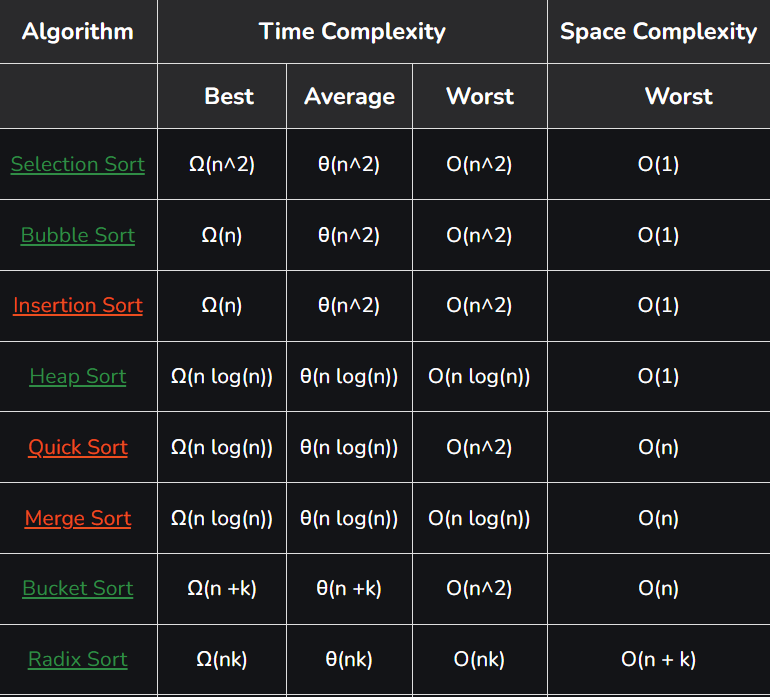 Algorithm Time Complexity Space Complexity
Best Average Worst Worst
Selection Sort Ω(n^2) θ(n^2) O(n^2) O(1)
Bubble Sort Ω(n) θ(n^2) O(n^2) O(1)
Insertion Sort Ω(n) θ(n^2) O(n^2) O(1)
Heap Sort Ω(n log(n)) θ(n log(n)) O(n log(n)) O(1)
Quick Sort Ω(n log(n)) θ(n log(n)) O(n^2) O(n)
Merge Sort Ω(n log(n)) θ(n log(n)) O(n log(n)) O(n)
Bucket Sort Ω(n +k) θ(n +k) O(n^2) O(n)
Radix Sort Ω(nk) θ(nk) O(nk) O(n + k)